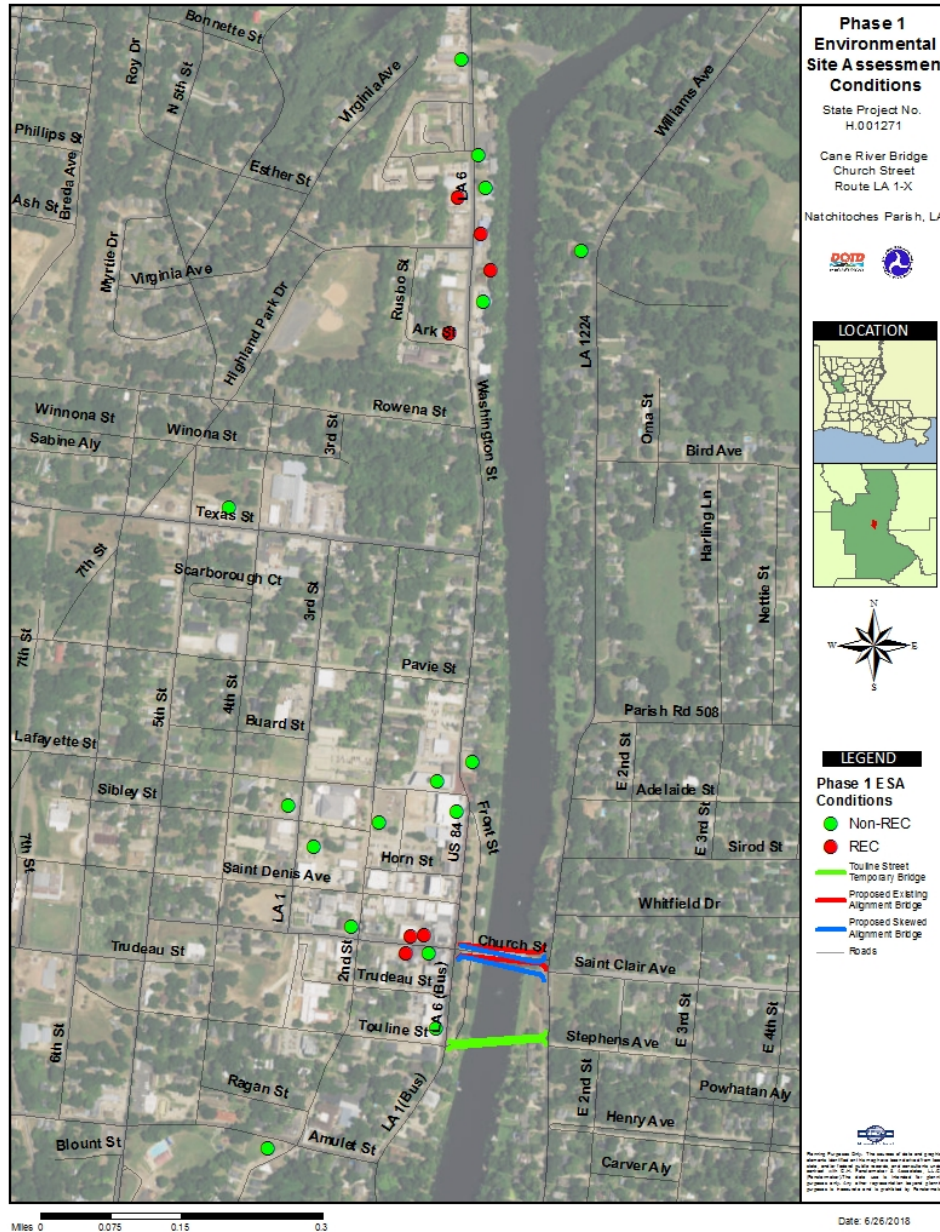 Phase 1
Environmental
Site Assessmen
Conditions
State Project No.
H.001271
Cane River Bridge
Church Street
Route LA 1-X
Natchitoches Parish, LA
DOTD
LOCATION
N
W
E
S
LEGEND
Phase 1 ESA
Conditions
Non-REC
REC
Touline Street
Temporary Bridge
Proposed Existing
Alignment Bridge
Proposed Skewed
Alignment Bridge
Roads
Bonnette St
Roy Dr
N 5th St
Virginia Ave
Williams Ave
Phillips St
Breda Ave
Esther St
LA 6
Ash St
Myrtle Dr
Virginia Ave
Rusbo St
Highland Park Dr
Ark St
LA 1224
Washington St
Winnona St
Winona St
3rd St
Rowena St
Oma St
Sabine Aly
Bird Ave
Harling Ln
Texas St
7th St
Scarborough Ct
3rd St
Nettie St
7th St
Pavie St
5th St
4th St
Buard St
Parish Rd 508
Lafayette St
E 2nd St
Sibley St
Adelaide St
Front St
E 3rd St
7th St
US 84
Horn St
Sirod St
Saint Denis Ave
LA 1
Whitfield Dr
Trudeau St
2nd St
Church St
Saint Clair Ave
Trudeau St
LA 6 (Bus)
Touline St
Stephens Ave
E 3rd St
E 4th St
6th St
Ragan St
LA 1(Bus)
E 2nd St
Powhatan Aly
Henry Ave
Blount St
Amulet St
Carver Aly
Miles 0 0.075 0.15 0.3
Date: 6/26/2018